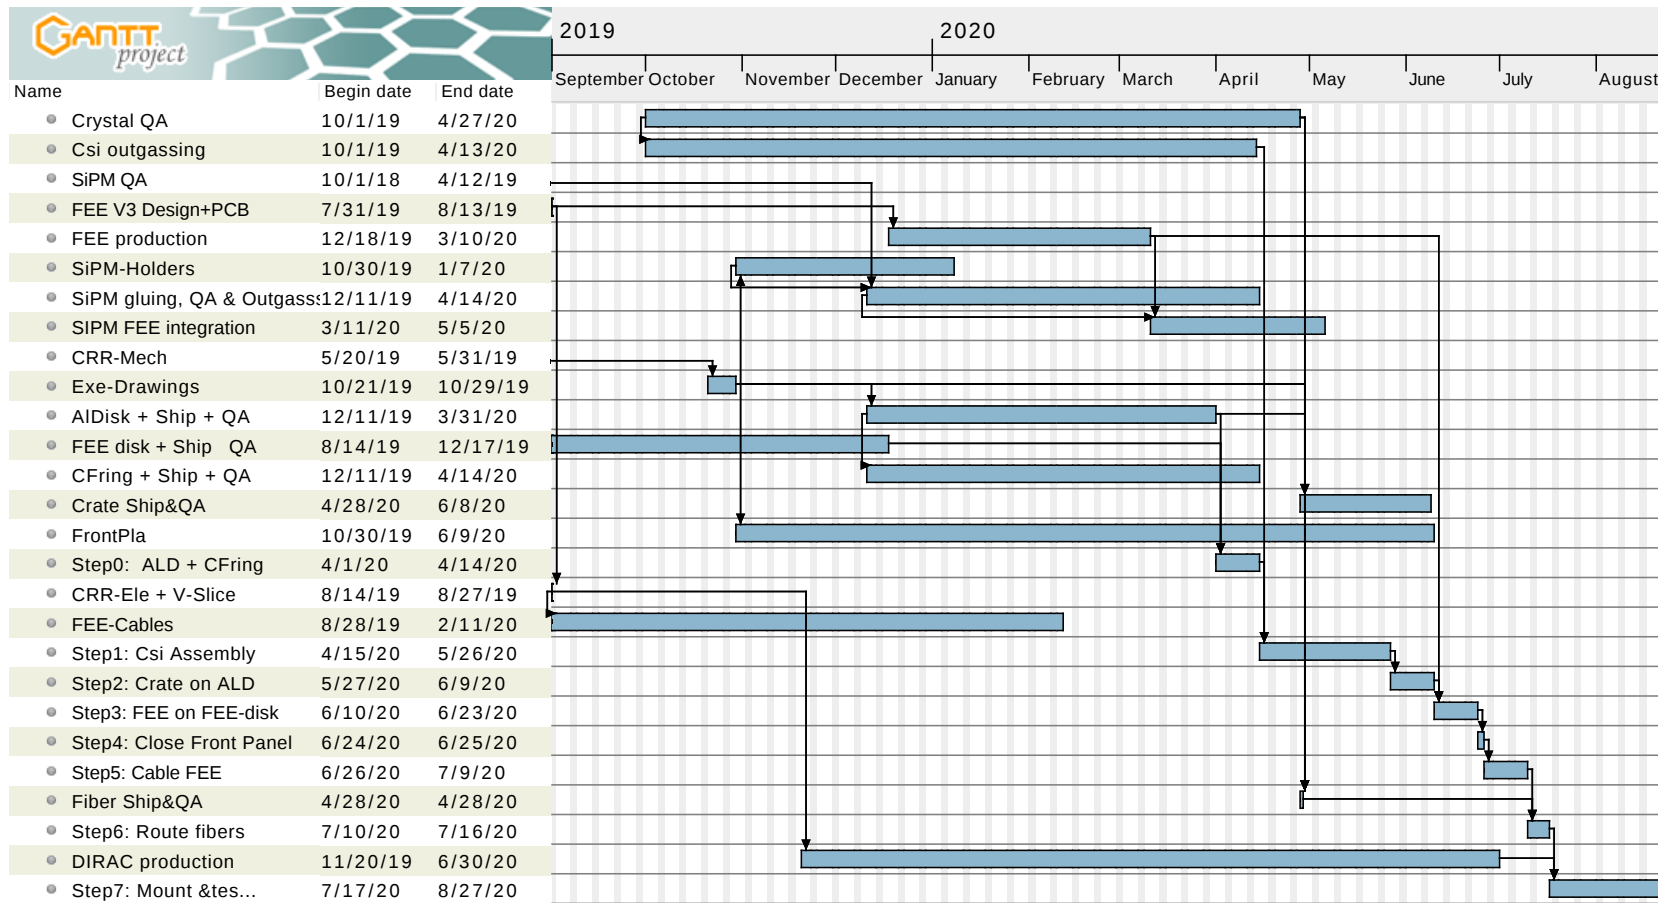 GANTT
project
2019 2020
September October November December January February March April May June July August
Name Begin date End date
Crystal QA 10/1/19 4/27/20
Csi outgassing 10/1/19 4/13/20
SiPM QA 10/1/18 4/12/19
FEE V3 Design+PCB 7/31/19 8/13/19
FEE production 12/18/19 3/10/20
SiPM-Holders 10/30/19 1/7/20
SiPM gluing, QA & Outgass 12/11/19 4/14/20
SIPM FEE integration 3/11/20 5/5/20
CRR-Mech 5/20/19 5/31/19
Exe-Drawings 10/21/19 10/29/19
AlDisk + Ship + QA 12/11/19 3/31/20
FEE disk + Ship QA 8/14/19 12/17/19
CFring + Ship + QA 12/11/19 4/14/20
Crate Ship&QA 4/28/20 6/8/20
FrontPla 10/30/19 6/9/20
Step0: ALD + CFring 4/1/20 4/14/20
CRR-Ele + V-Slice 8/14/19 8/27/19
FEE-Cables 8/28/19 2/11/20
Step1: Csi Assembly 4/15/20 5/26/20
Step2: Crate on ALD 5/27/20 6/9/20
Step3: FEE on FEE-disk 6/10/20 6/23/20
Step4: Close Front Panel 6/24/20 6/25/20
Step5: Cable FEE 6/26/20 7/9/20
Fiber Ship&QA 4/28/20 4/28/20
Step6: Route fibers 7/10/20 7/16/20
DIRAC production 11/20/19 6/30/20
Step7: Mount &tes... 7/17/20 8/27/20